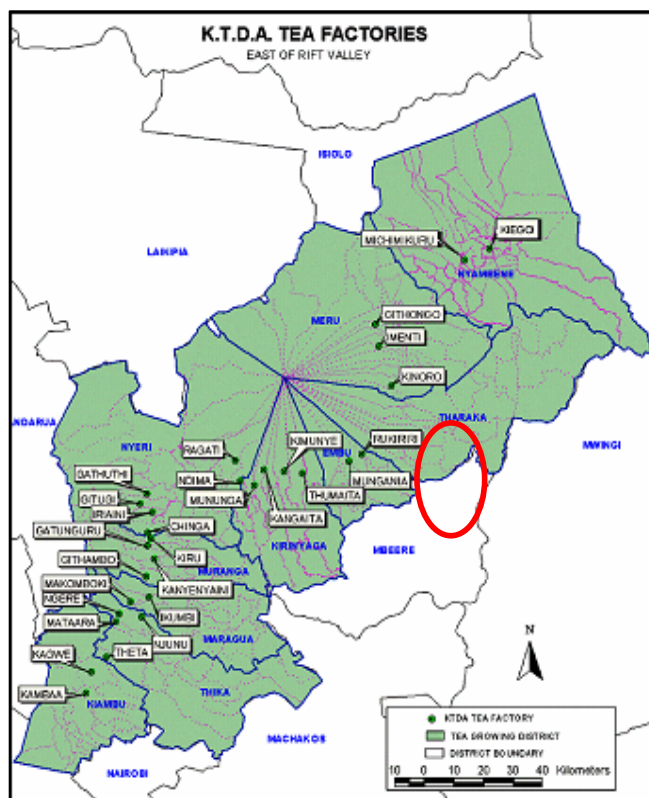 K.T.D.A. TEA FACTORIES
EAST OF RIFT VALLEY
ISIOLO
KIEGOI
MICHIMIKURU
NYAMBENE
LAIKIPIA
MERU
GITHONGO
IMENTI
KINORO
THARAKA
MWINGI
NYERI
RAGATI
KIMUNYE
RUKIRIRI
EMBU
GATHUTHI
NDIMA
MUNGANIA
GITUGI
MUNUNGA
THUMAITA
IRIAINI
KANGAITA
CHINGA
GATUNGURU
KIRINYAGA
KIRU
MBEERE
GITHAMBO
MURANGA
MAKOMBOKI
KANYENYAINI
NGERE
IKUMBI
MATAARA
MARAGUA
NJUNU
KAGWE
THETA
KAMBAA
THIKA
KIAMBU
MACHAKOS
NAIROBI
N
KTDA TEA FACTORY
TEA GROWING DISTRICT
DISTRICT BOUNDARY
10 0 10 20 30 40 Kilometers